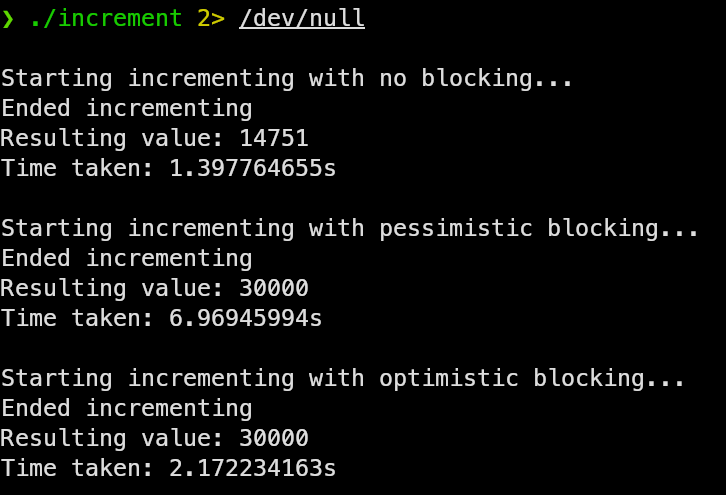 ❯ ./increment 2> /dev/null
Starting incrementing with no blocking...
Ended incrementing
Resulting value: 14751
Time taken: 1.397764655s
Starting incrementing with pessimistic blocking...
Ended incrementing
Resulting value: 30000
Time taken: 6.96945994s
Starting incrementing with optimistic blocking...
Ended incrementing
Resulting value: 30000
Time taken: 2.172234163s